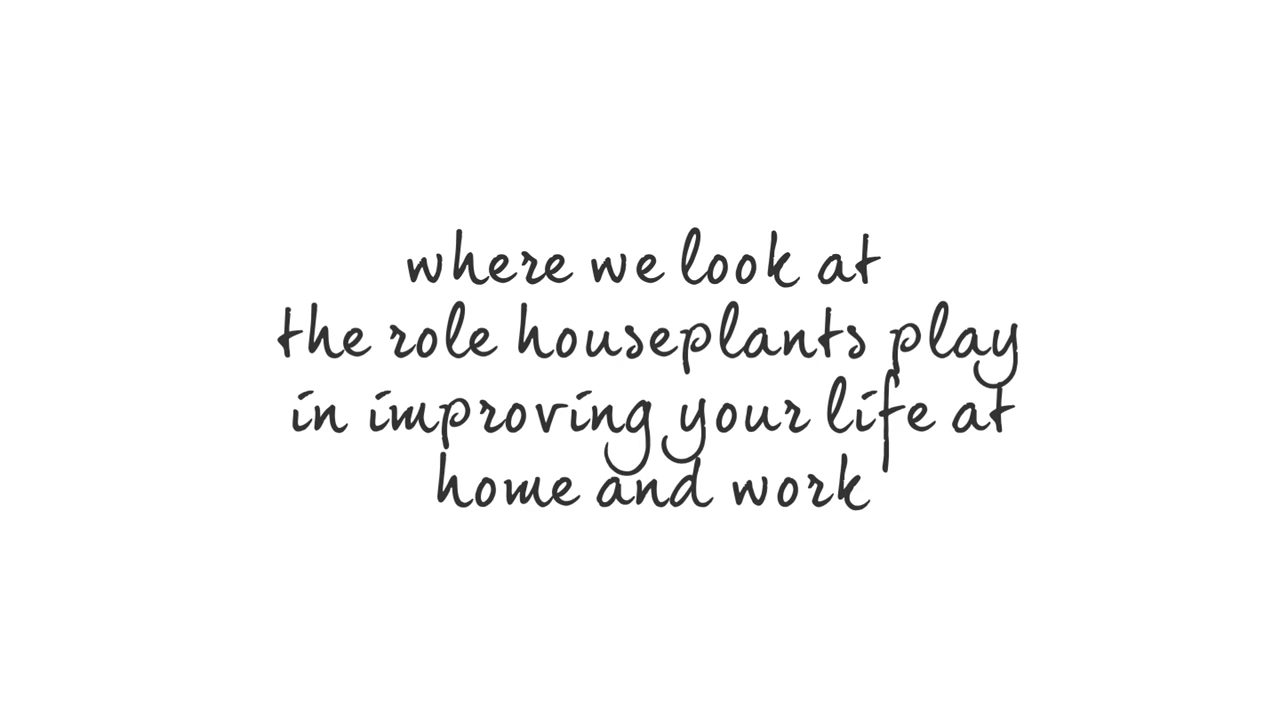 where we look at
the role houseplants play
in improving your life at
home and work